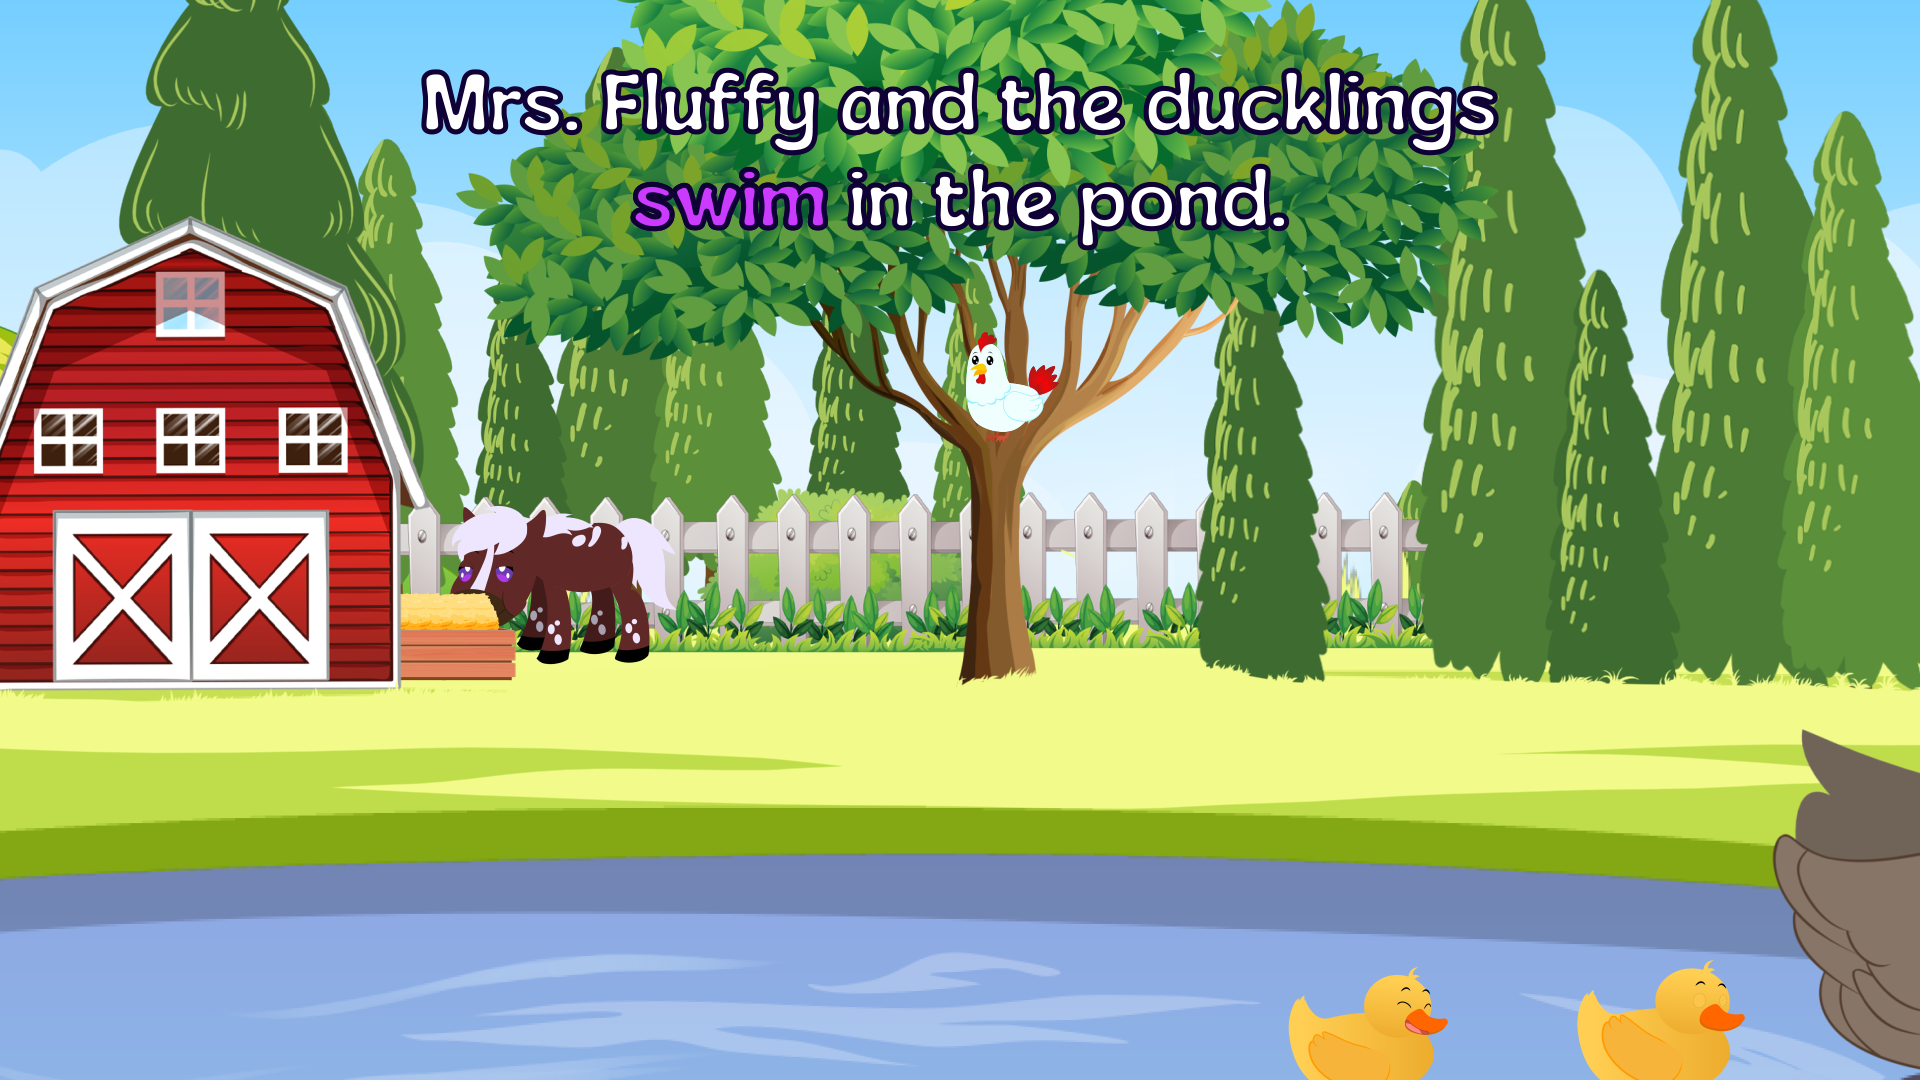 Mrs. Fluffy and the ducklings
swim in the pond.